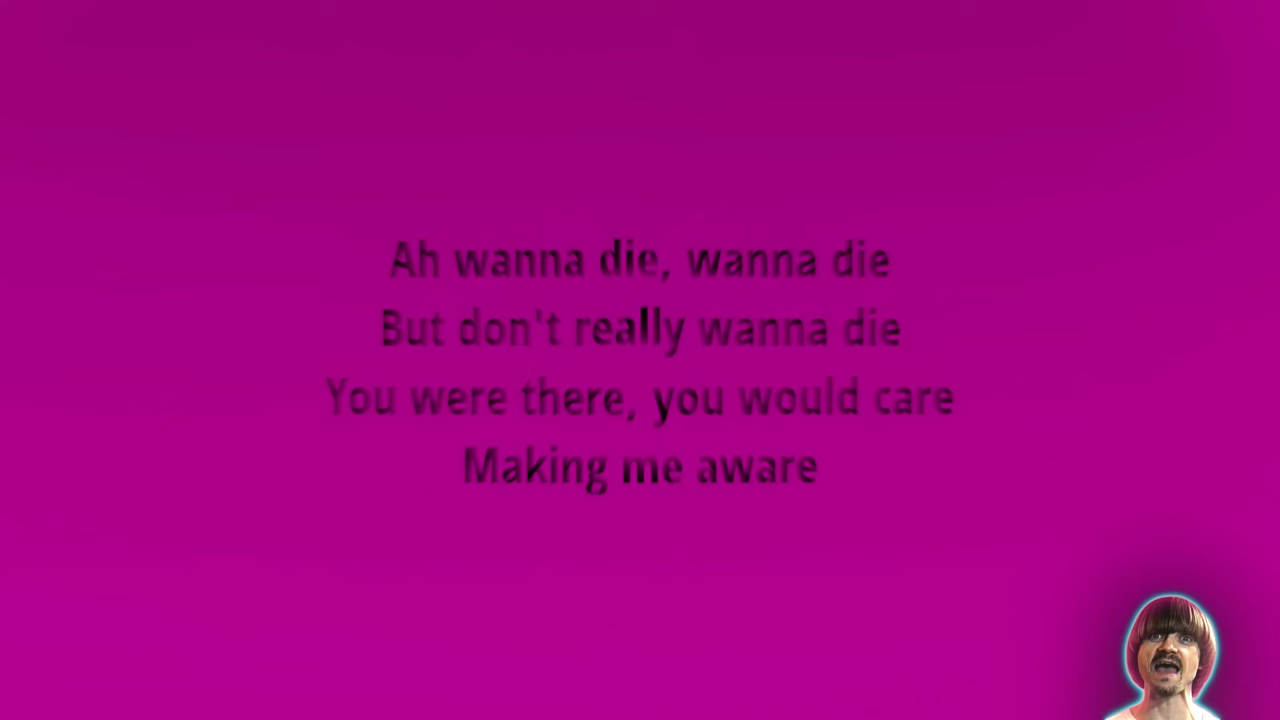 Ah wanna die, wanna die
But don't really wanna die
You were there, you would care
Making me aware